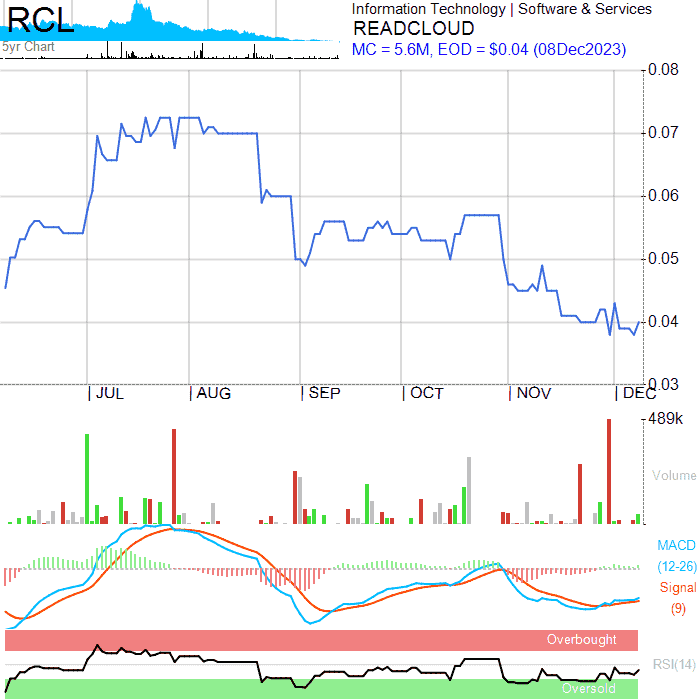 RCL
5yr Chart
Information Technology | Software & Services
READCLOUD
MC = 5.6M, EOD = $0.04 (08Dec2023)
0.08
0.07
0.06
0.05
0.04
0.03
JUL AUG SEP OCT NOV DEC
489k
Volume
MACD
(12-26)
Signal
(9)
Overbought
RSI(14)
Oversold